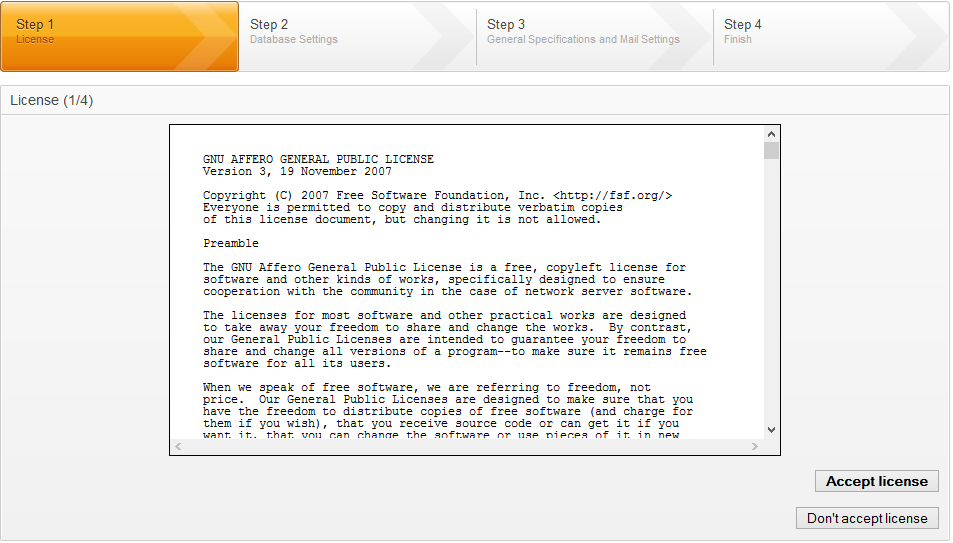 Step 1
License
Step 2
Database Settings
Step 3
General Specifications and Mail Settings
Step 4
Finish
License (1/4)
GNU AFFERO GENERAL PUBLIC LICENSE
Version 3, 19 November 2007
Copyright (C) 2007 Free Software Foundation, Inc. <http://fsf.org/>
Everyone is permitted to copy and distribute verbatim copies
of this license document, but changing it is not allowed.
Preamble
The GNU Affero General Public License is a free, copyleft license for
software and other kinds of works, specifically designed to ensure
cooperation with the community in the case of network server software.
The licenses for most software and other practical works are designed
to take away your freedom to share and change the works.  By contrast,
our General Public Licenses are intended to guarantee your freedom to
share and change all versions of a program--to make sure it remains free
software for all its users.
When we speak of free software, we are referring to freedom, not
price.  Our General Public Licenses are designed to make sure that you
have the freedom to distribute copies of free software (and charge for
them if you wish), that you receive source code or can get it if you
want it, that you can change the software or use pieces of it in new
Accept license
Don't accept license